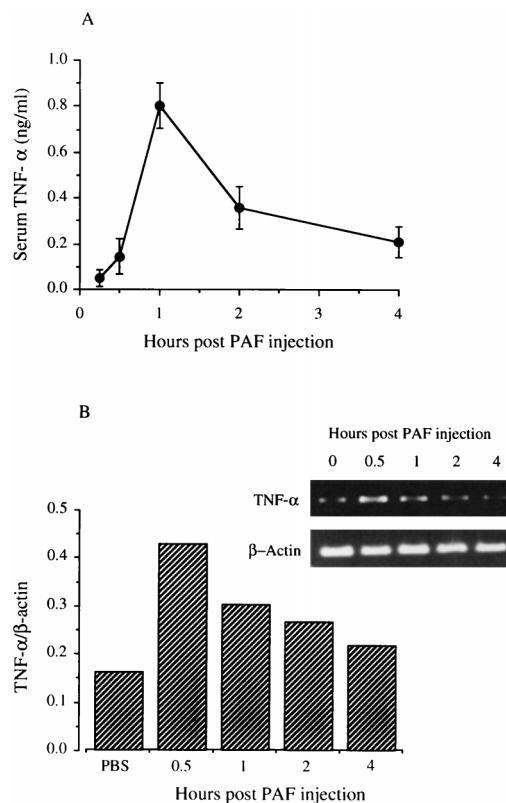 A
Serum TNF- α (ng/ml)
1.0
0.8
0.6
0.4
0.2
0.0
0 1 2 3 4
Hours post PAF injection
B
Hours post PAF injection
0 0.5 1 2 4
TNF-α
β–Actin
TNF-α/β-actin
0.5
0.4
0.3
0.2
0.1
0.0
PBS 0.5 1 2 4
Hours post PAF injection